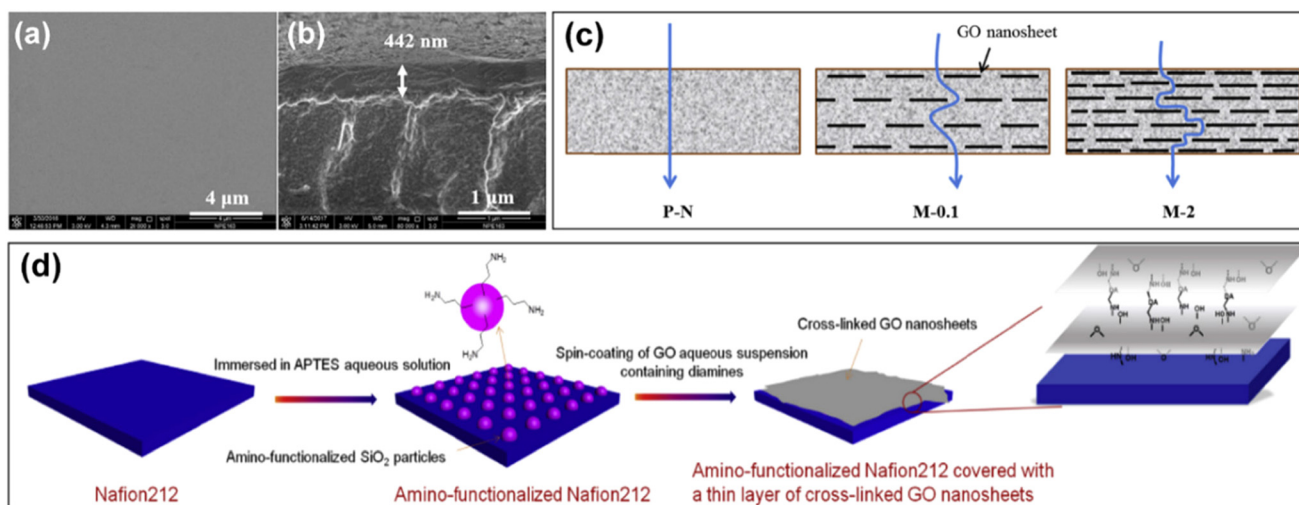 (a)
4 μm
(b)
442 nm
1 μm
(c)
GO nanosheet
P-N
M-0.1
M-2
(d)
NH₂
H₂N
NH₂
H₂N
Immersed in APTES aqueous solution
Amino-functionalized SiO₂ particles
Nafion212
Amino-functionalized Nafion212
Spin-coating of GO aqueous suspension
containing diamines
Cross-linked GO nanosheets
Amino-functionalized Nafion212 covered with
a thin layer of cross-linked GO nanosheets